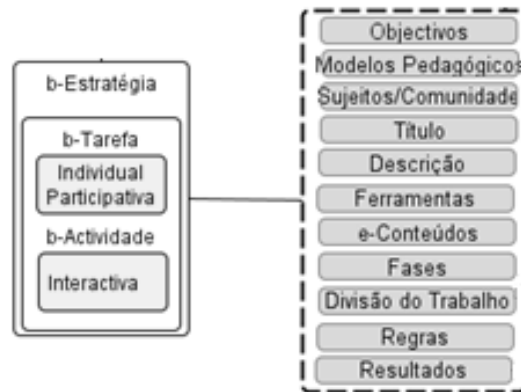 b-Estratégia
b-Tarefa
Individual
Participativa
b-Actividade
Interactiva
Objectivos
Modelos Pedagógicos
Sujeitos/Comunidade
Título
Descrição
Ferramentas
e-Conteúdos
Fases
Divisão do Trabalho
Regras
Resultados